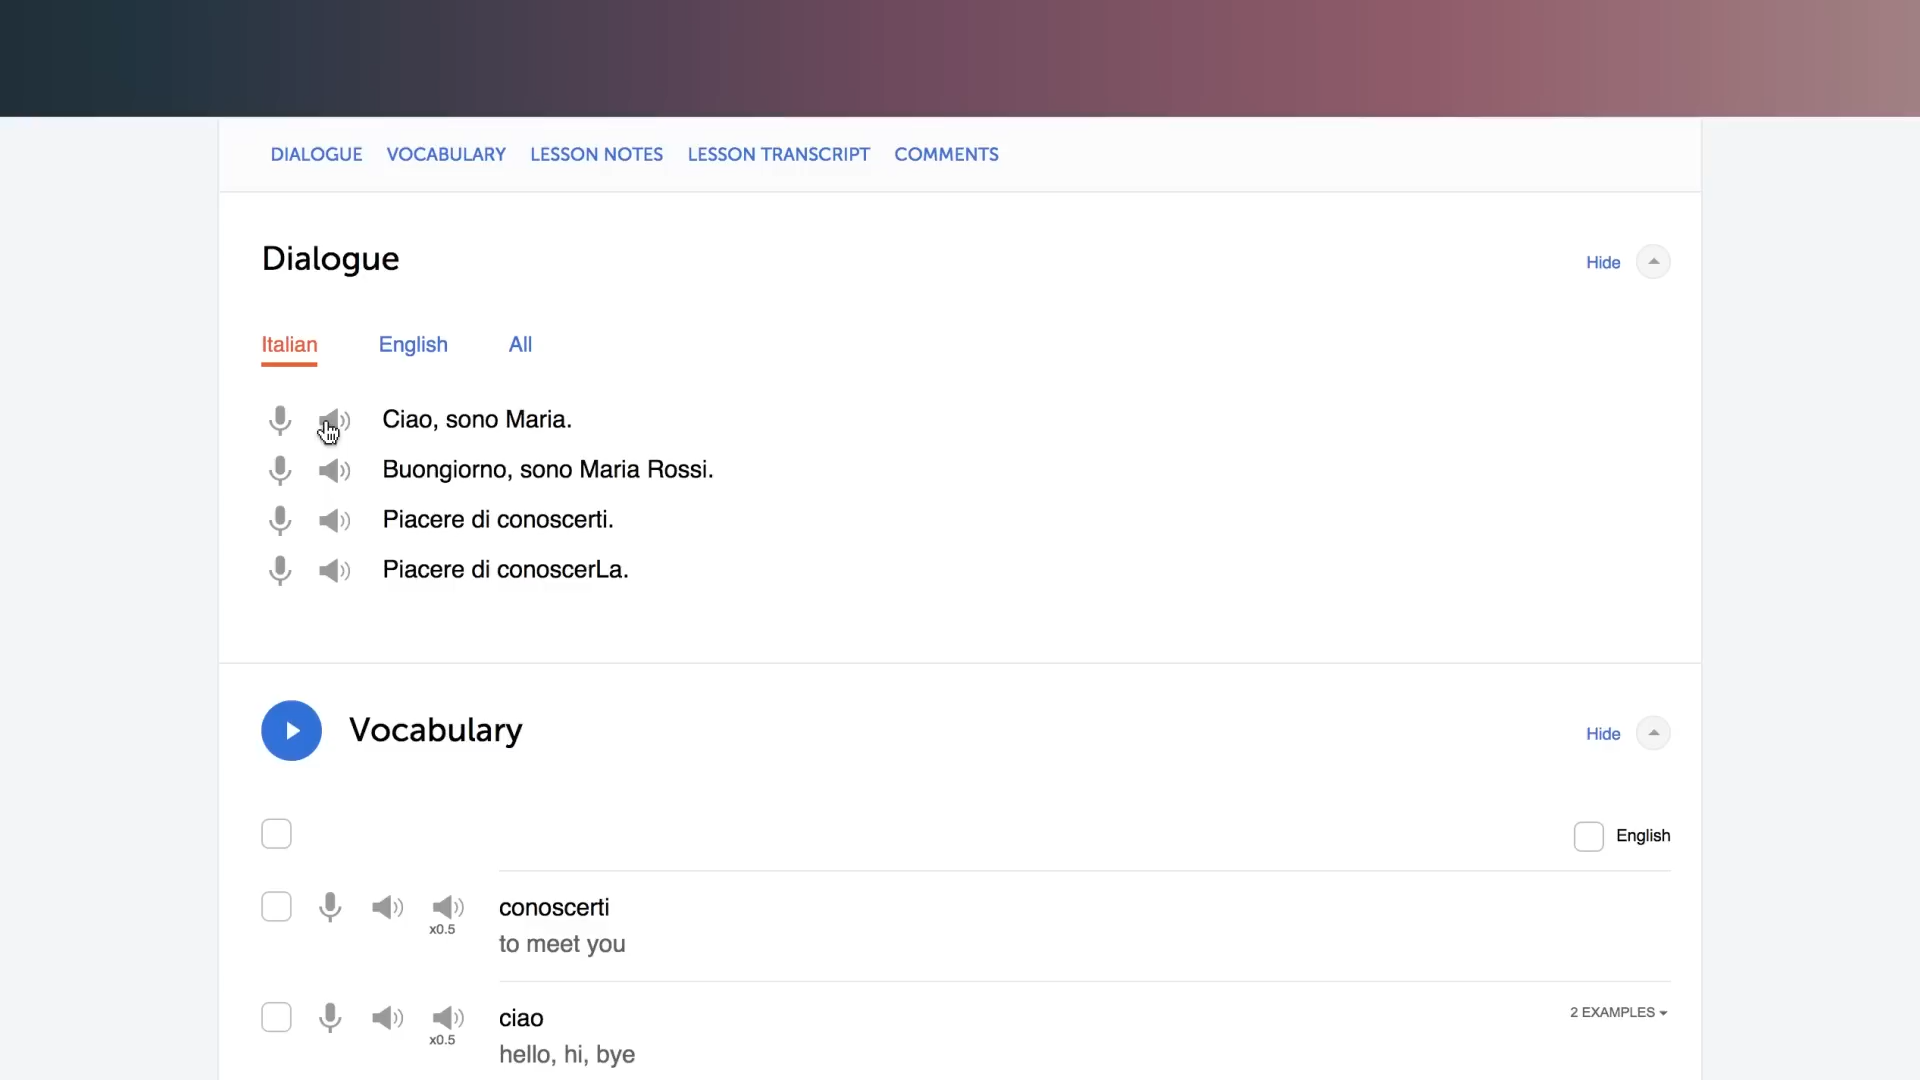 DIALOGUE VOCABULARY LESSON NOTES LESSON TRANSCRIPT COMMENTS
Dialogue
Hide
Italian English All
Ciao, sono Maria.
Buongiorno, sono Maria Rossi.
Piacere di conoscerti.
Piacere di conoscerLa.
Vocabulary
Hide
English
conoscerti
x0.5
to meet you
ciao
2 EXAMPLES
x0.5
hello, hi, bye